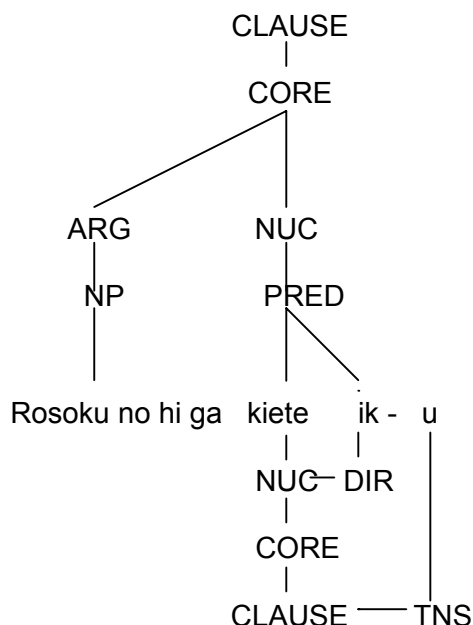 CLAUSE
CORE
ARG NUC
NP PRED
Rosoku no hi ga kiete ik - u
NUC DIR
CORE
CLAUSE TNS